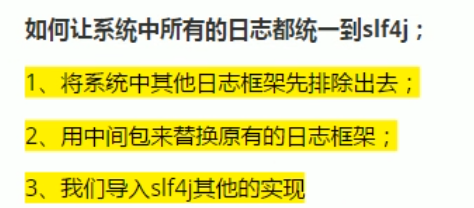 如何让系统中所有的日志都统一到slf4j；
1、将系统中其他日志框架先排除出去；
2、用中间包来替换原有的日志框架；
3、我们导入slf4j其他的实现